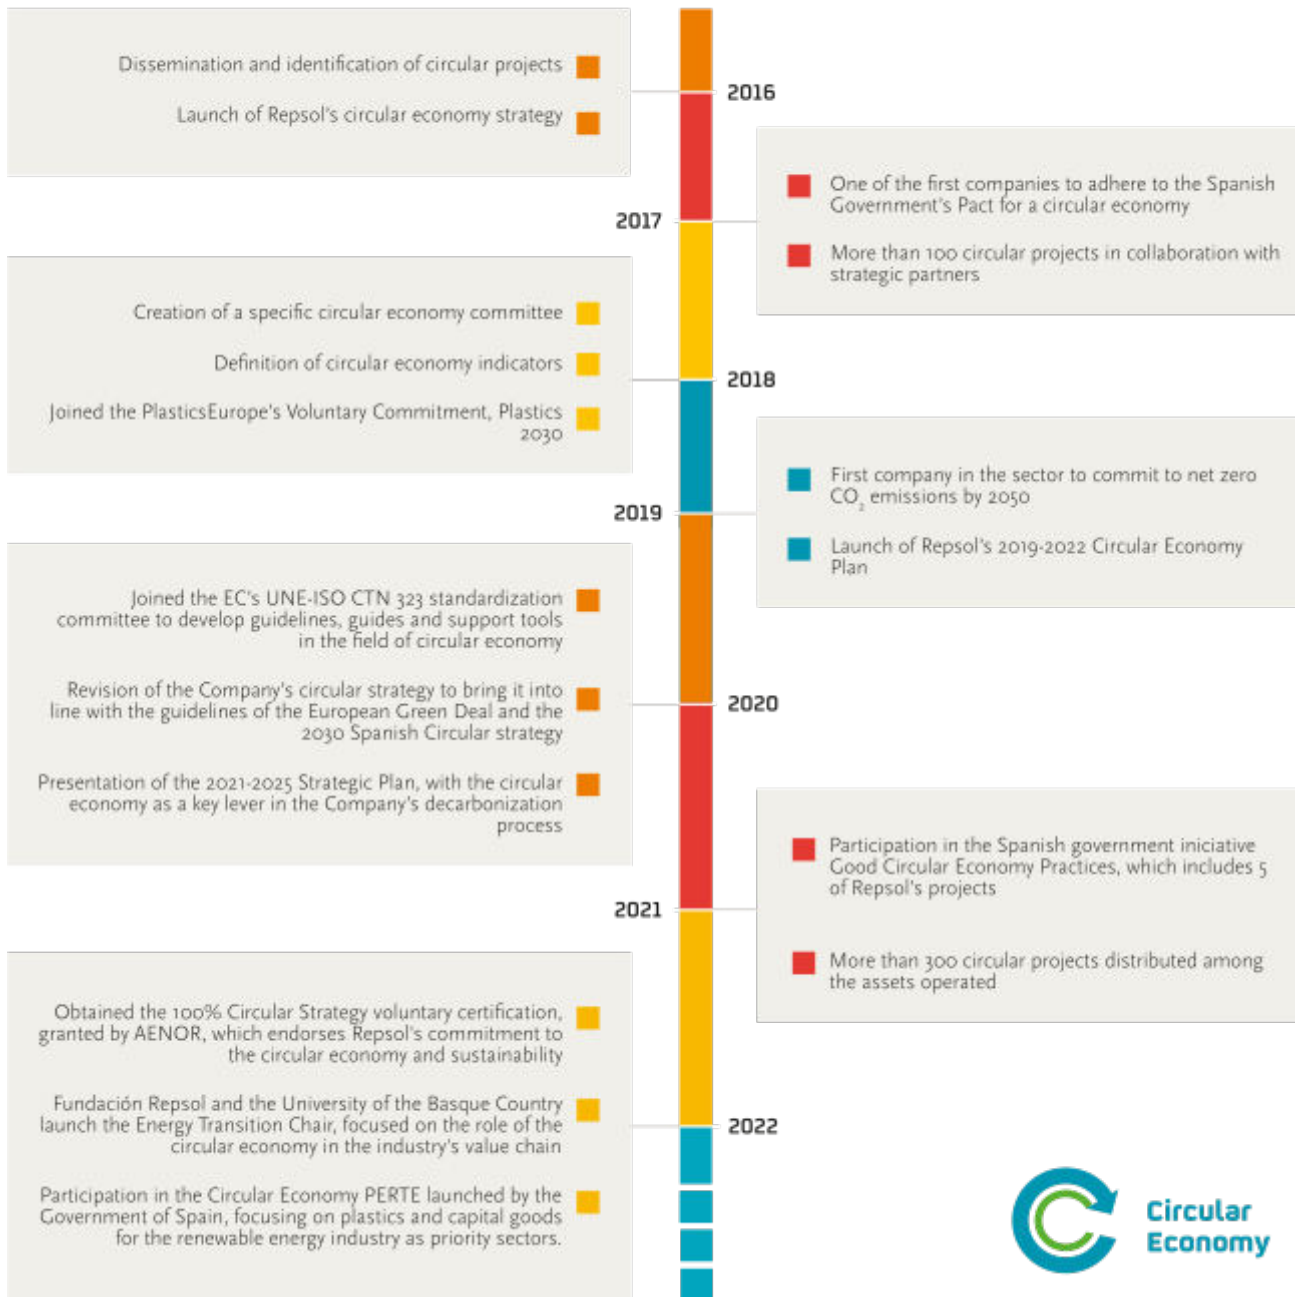 Dissemination and identification of circular projects
Launch of Repsol's circular economy strategy
2016
One of the first companies to adhere to the Spanish
Government's Pact for a circular economy
More than 100 circular projects in collaboration with
strategic partners
2017
Creation of a specific circular economy committee
Definition of circular economy indicators
Joined the PlasticsEurope's Voluntary Commitment, Plastics
2030
2018
First company in the sector to commit to net zero
CO₂ emissions by 2050
Launch of Repsol's 2019-2022 Circular Economy
Plan
2019
Joined the EC's UNE-ISO CTN 323 standardization
committee to develop guidelines, guides and support tools
in the field of circular economy
Revision of the Company's circular strategy to bring it into
line with the guidelines of the European Green Deal and the
2030 Spanish Circular strategy
Presentation of the 2021-2025 Strategic Plan, with the circular
economy as a key lever in the Company's decarbonization
process
2020
Participation in the Spanish government iniciative
Good Circular Economy Practices, which includes 5
of Repsol's projects
More than 300 circular projects distributed among
the assets operated
2021
Obtained the 100% Circular Strategy voluntary certification,
granted by AENOR, which endorses Repsol's commitment to
the circular economy and sustainability
Fundación Repsol and the University of the Basque Country
launch the Energy Transition Chair, focused on the role of the
circular economy in the industry's value chain
Participation in the Circular Economy PERTE launched by the
Government of Spain, focusing on plastics and capital goods
for the renewable energy industry as priority sectors.
2022
Circular
Economy